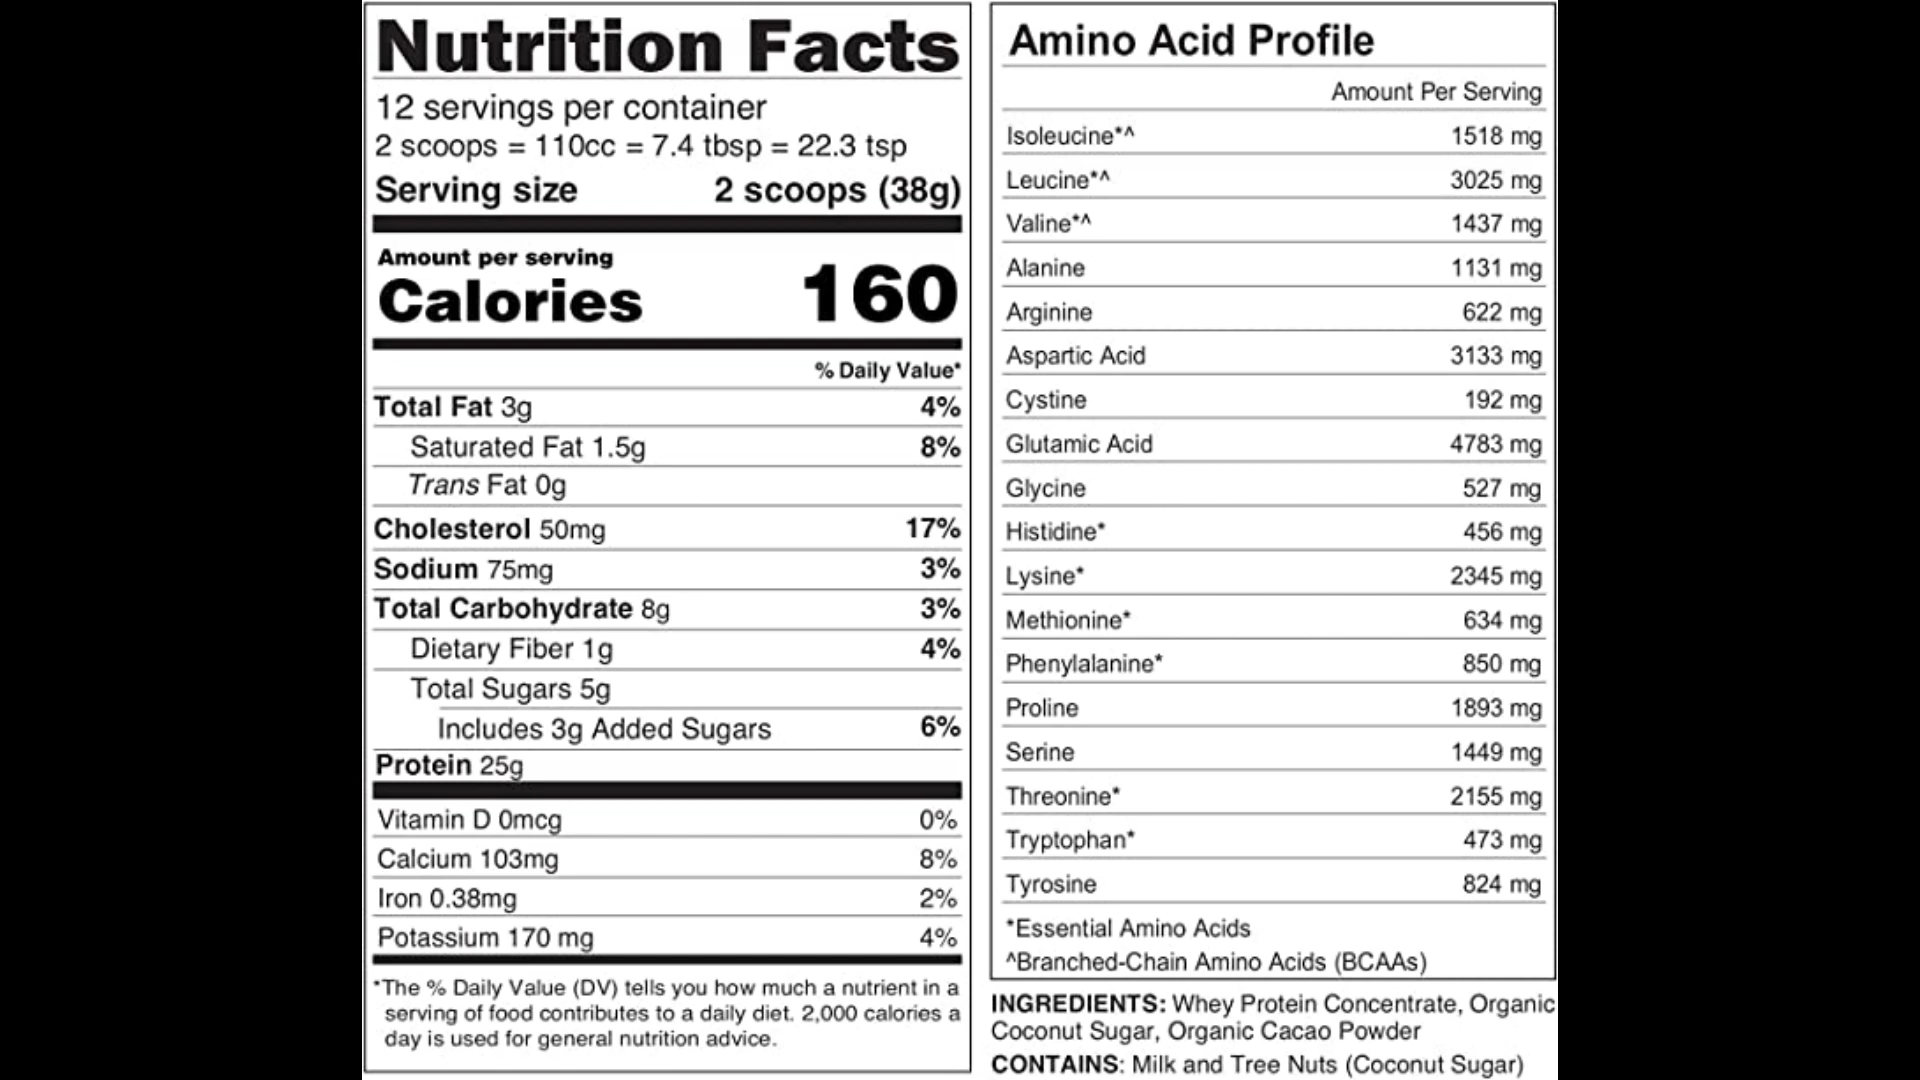 Nutrition Facts
12 servings per container
2 scoops = 110cc = 7.4 tbsp = 22.3 tsp
Serving size 2 scoops (38g)
Amount per serving
Calories 160
% Daily Value*
Total Fat 3g 4%
Saturated Fat 1.5g 8%
Trans Fat 0g
Cholesterol 50mg 17%
Sodium 75mg 3%
Total Carbohydrate 8g 3%
Dietary Fiber 1g 4%
Total Sugars 5g
Includes 3g Added Sugars 6%
Protein 25g
Vitamin D 0mcg 0%
Calcium 103mg 8%
Iron 0.38mg 2%
Potassium 170 mg 4%
*The % Daily Value (DV) tells you how much a nutrient in a
serving of food contributes to a daily diet. 2,000 calories a
day is used for general nutrition advice.
Amino Acid Profile
Amount Per Serving
Isoleucine*^ 1518 mg
Leucine*^ 3025 mg
Valine*^ 1437 mg
Alanine 1131 mg
Arginine 622 mg
Aspartic Acid 3133 mg
Cystine 192 mg
Glutamic Acid 4783 mg
Glycine 527 mg
Histidine* 456 mg
Lysine* 2345 mg
Methionine* 634 mg
Phenylalanine* 850 mg
Proline 1893 mg
Serine 1449 mg
Threonine* 2155 mg
Tryptophan* 473 mg
Tyrosine 824 mg
*Essential Amino Acids
^Branched-Chain Amino Acids (BCAAs)
INGREDIENTS: Whey Protein Concentrate, Organic
Coconut Sugar, Organic Cacao Powder
CONTAINS: Milk and Tree Nuts (Coconut Sugar)